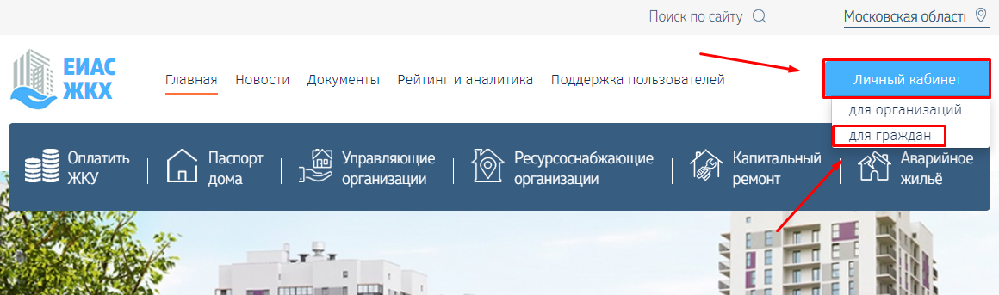 Поиск по сайту
Московская област
ЕИАС
ЖКХ
Главная Новости Документы Рейтинг и аналитика Поддержка пользователей
Личный кабинет
для организаций
для граждан
Оплатить
ЖКУ
Паспорт
дома
Управляющие
организации
Ресурсоснабжающие
организации
Капитальный
ремонт
Аварийное
жильё